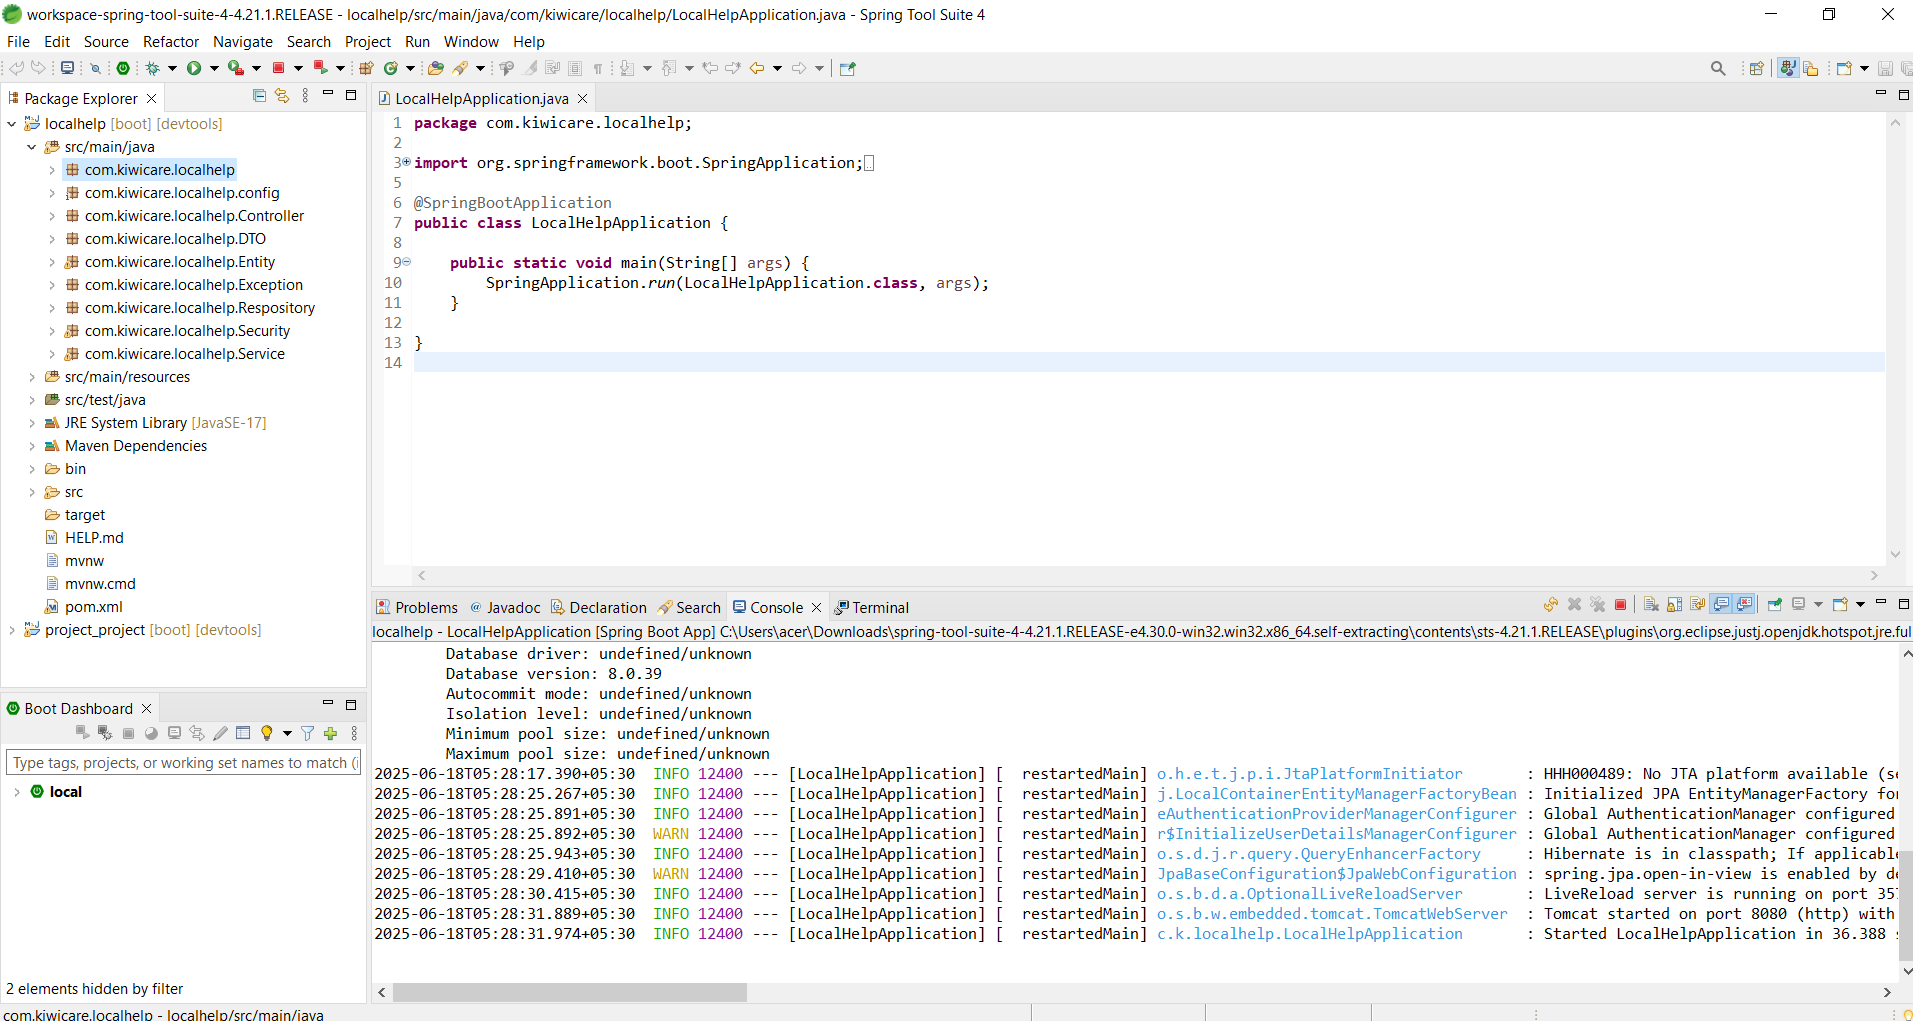 workspace-spring-tool-suite-4-4.21.1.RELEASE - localhelp/src/main/java/com/kiwicare/localhelp/LocalHelpApplication.java - Spring Tool Suite 4
File Edit Source Refactor Navigate Search Project Run Window Help
Package Explorer
localhelp [boot] [devtools]
src/main/java
com.kiwicare.localhelp
com.kiwicare.localhelp.config
com.kiwicare.localhelp.Controller
com.kiwicare.localhelp.DTO
com.kiwicare.localhelp.Entity
com.kiwicare.localhelp.Exception
com.kiwicare.localhelp.Respository
com.kiwicare.localhelp.Security
com.kiwicare.localhelp.Service
src/main/resources
src/test/java
JRE System Library [JavaSE-17]
Maven Dependencies
bin
src
target
HELP.md
mvnw
mvnw.cmd
pom.xml
project_project [boot] [devtools]
Boot Dashboard
Type tags, projects, or working set names to match (i
local
2 elements hidden by filter
LocalHelpApplication.java
1 package com.kiwicare.localhelp;
2
3 import org.springframework.boot.SpringApplication;
5
6 @SpringBootApplication
7 public class LocalHelpApplication {
8
9 public static void main(String[] args) {
10 SpringApplication.run(LocalHelpApplication.class, args);
11 }
12
13 }
14
Problems @ Javadoc Declaration Search Console Terminal
localhelp - LocalHelpApplication [Spring Boot App] C:\Users\acer\Downloads\spring-tool-suite-4-4.21.1.RELEASE-e4.30.0-win32.win32.x86_64.self-extracting\contents\sts-4.21.1.RELEASE\plugins\org.eclipse.justj.openjdk.hotspot.jre.ful
Database driver: undefined/unknown
Database version: 8.0.39
Autocommit mode: undefined/unknown
Isolation level: undefined/unknown
Minimum pool size: undefined/unknown
Maximum pool size: undefined/unknown
2025-06-18T05:28:17.390+05:30 INFO 12400 --- [LocalHelpApplication] [ restartedMain] o.h.e.t.j.p.i.JtaPlatformInitiator : HHH000489: No JTA platform available (se
2025-06-18T05:28:25.267+05:30 INFO 12400 --- [LocalHelpApplication] [ restartedMain] j.LocalContainerEntityManagerFactoryBean : Initialized JPA EntityManagerFactory for
2025-06-18T05:28:25.891+05:30 INFO 12400 --- [LocalHelpApplication] [ restartedMain] eAuthenticationProviderManagerConfigurer : Global AuthenticationManager configured
2025-06-18T05:28:25.892+05:30 WARN 12400 --- [LocalHelpApplication] [ restartedMain] r$InitializeUserDetailsManagerConfigurer : Global AuthenticationManager configured
2025-06-18T05:28:25.943+05:30 INFO 12400 --- [LocalHelpApplication] [ restartedMain] o.s.d.j.r.query.QueryEnhancerFactory : Hibernate is in classpath; If applicable
2025-06-18T05:28:29.410+05:30 WARN 12400 --- [LocalHelpApplication] [ restartedMain] JpaBaseConfiguration$JpaWebConfiguration : spring.jpa.open-in-view is enabled by de
2025-06-18T05:28:30.415+05:30 INFO 12400 --- [LocalHelpApplication] [ restartedMain] o.s.b.d.a.OptionalLiveReloadServer : LiveReload server is running on port 357
2025-06-18T05:28:31.889+05:30 INFO 12400 --- [LocalHelpApplication] [ restartedMain] o.s.b.w.embedded.tomcat.TomcatWebServer : Tomcat started on port 8080 (http) with
2025-06-18T05:28:31.974+05:30 INFO 12400 --- [LocalHelpApplication] [ restartedMain] c.k.localhelp.LocalHelpApplication : Started LocalHelpApplication in 36.388 s
com.kiwicare.localhelp - localhelp/src/main/java